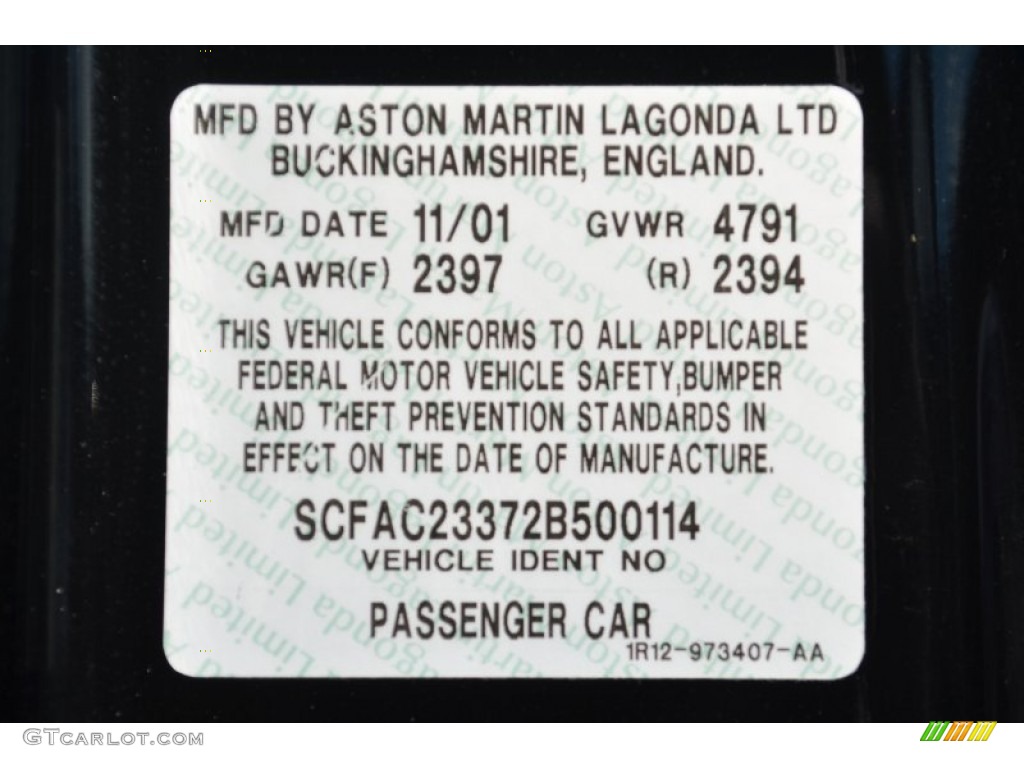 MFD BY ASTON MARTIN LAGONDA LTD
BUCKINGHAMSHIRE, ENGLAND.
MFD DATE 11/01 GVWR 4791
GAWR(F) 2397 (R) 2394
THIS VEHICLE CONFORMS TO ALL APPLICABLE
FEDERAL MOTOR VEHICLE SAFETY,BUMPER
AND THEFT PREVENTION STANDARDS IN
EFFECT ON THE DATE OF MANUFACTURE.
SCFAC23372B500114
VEHICLE IDENT NO
PASSENGER CAR
1R12-973407-AA
GTCARLOT.COM